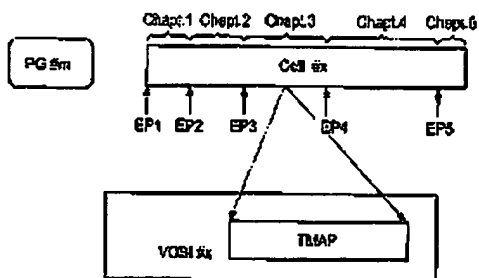 Chapt.1 Chapt.2 Chapt.3 Chapt.4 Chapt.5
PG #m
Cell #x
EP1 EP2 EP3 EP4 EP5
VOBI #x
TMAP